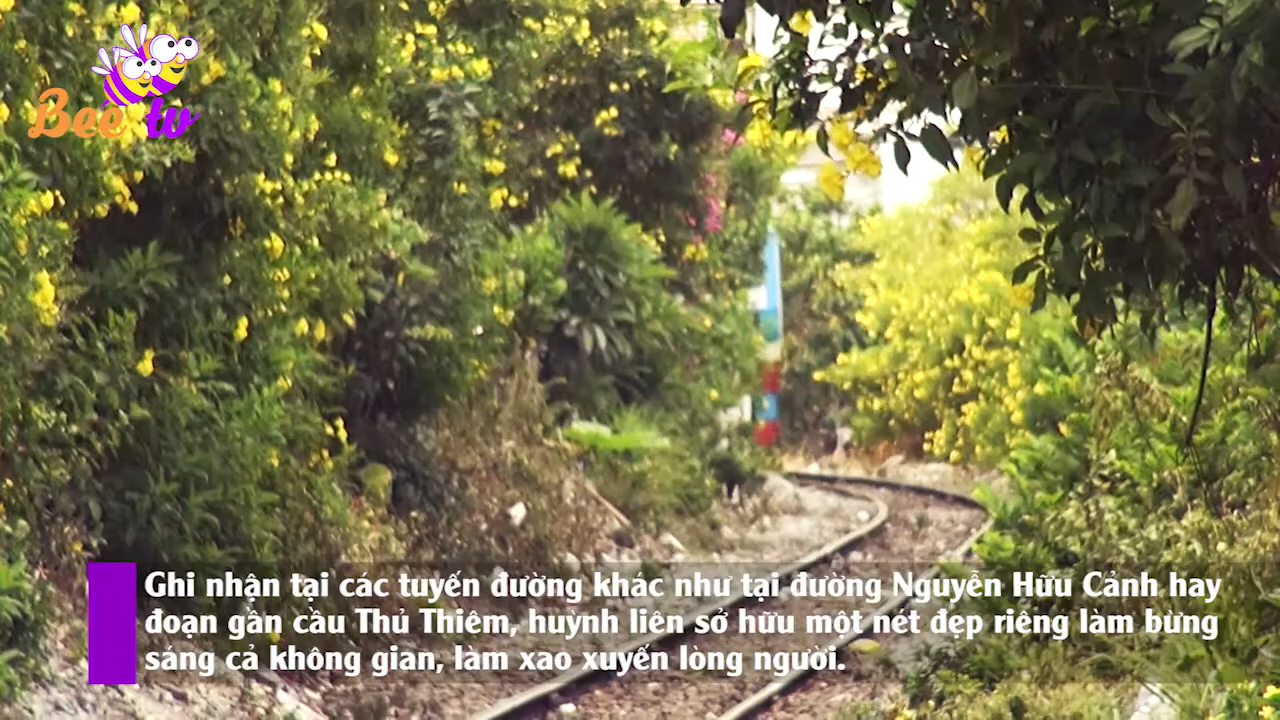 Bee tv
Ghi nhận tại các tuyến đường khác như tại đường Nguyễn Hữu Cảnh hay
đoạn gần cầu Thủ Thiêm, huỳnh liên sở hữu một nét đẹp riêng làm bừng
sáng cả không gian, làm xao xuyến lòng người.